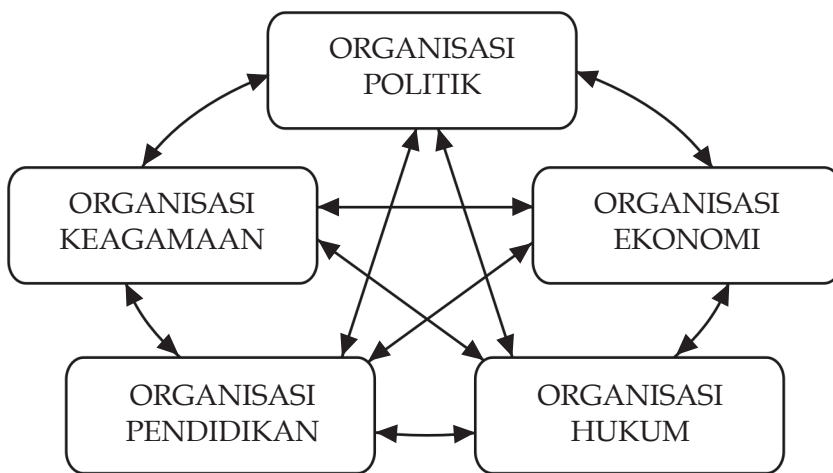 ORGANISASI
POLITIK
ORGANISASI
KEAGAMAAN
ORGANISASI
EKONOMI
ORGANISASI
PENDIDIKAN
ORGANISASI
HUKUM